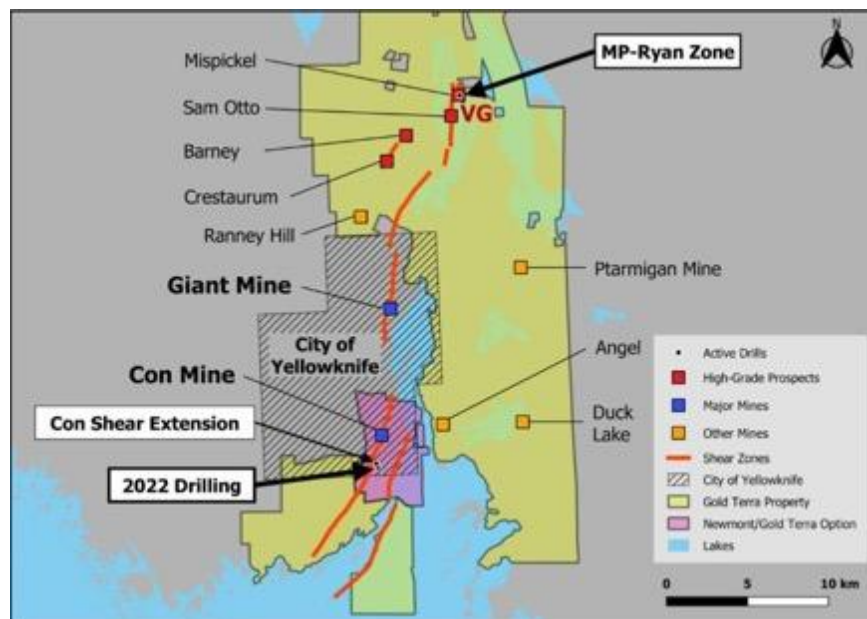 N
MP-Ryan Zone
Mispickel
Sam Otto
VG
Barney
Crestaurum
Ranney Hill
Ptarmigan Mine
Giant Mine
City of
Yellowknife
Angel
Con Mine
Con Shear Extension
Duck
Lake
2022 Drilling
Active Drills
High-Grade Prospects
Major Mines
Other Mines
Shear Zones
City of Yellowknife
Gold Terra Property
Newmont/Gold Terra Option
Lakes
0 5 10 km